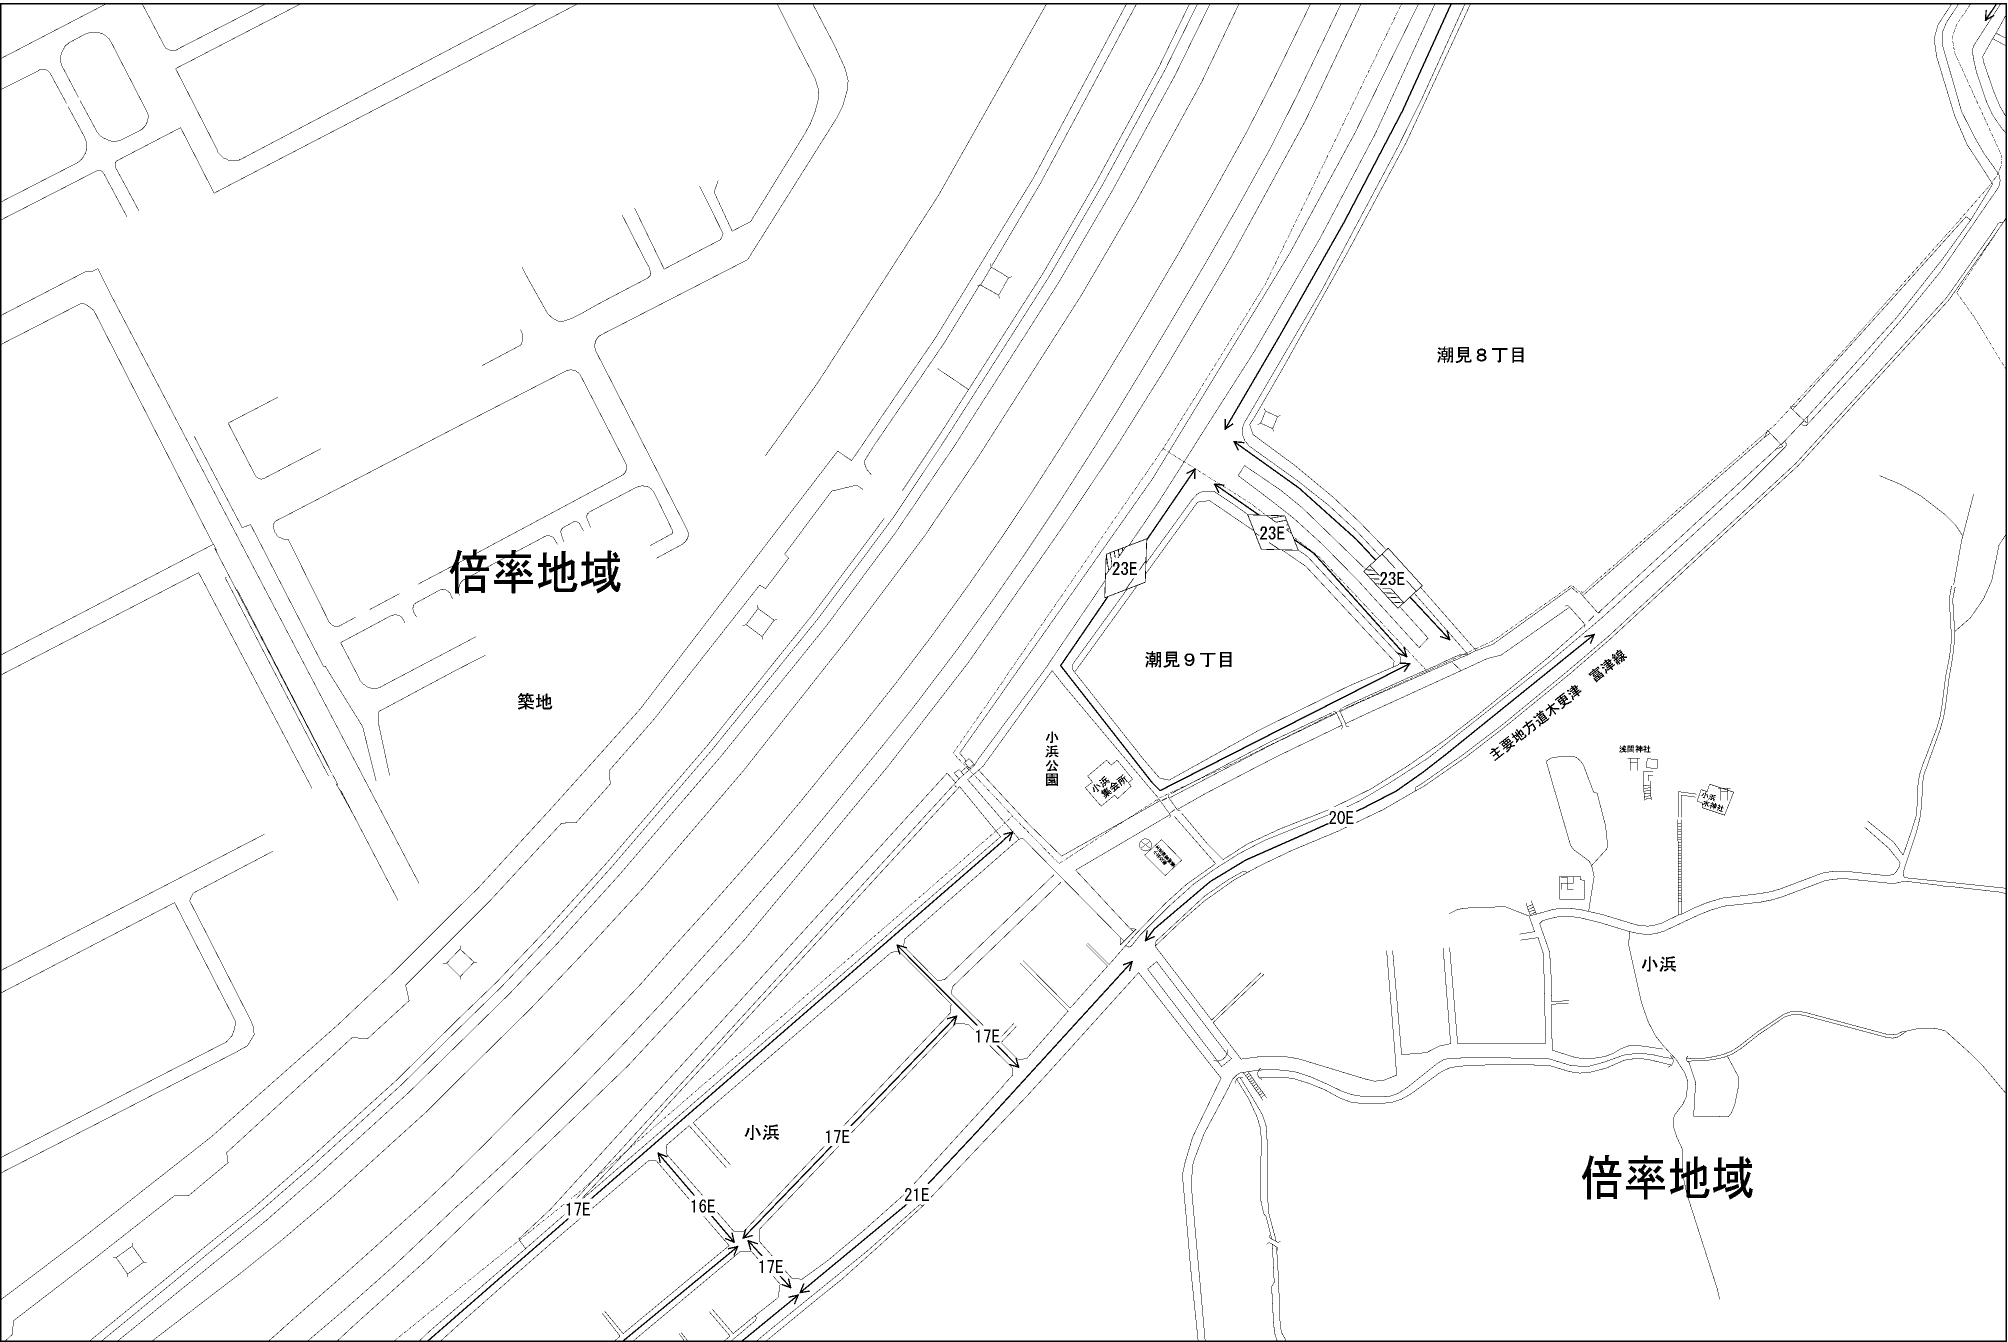 潮見８丁目
23E
23E
23E
倍率地域
潮見９丁目
築地
主要地方道木更津　富津線
小浜公園
浅間神社
小浜
集会所
小浜
水神社
20E
小浜
17E
小浜
17E
倍率地域
21E
16E
17E
17E